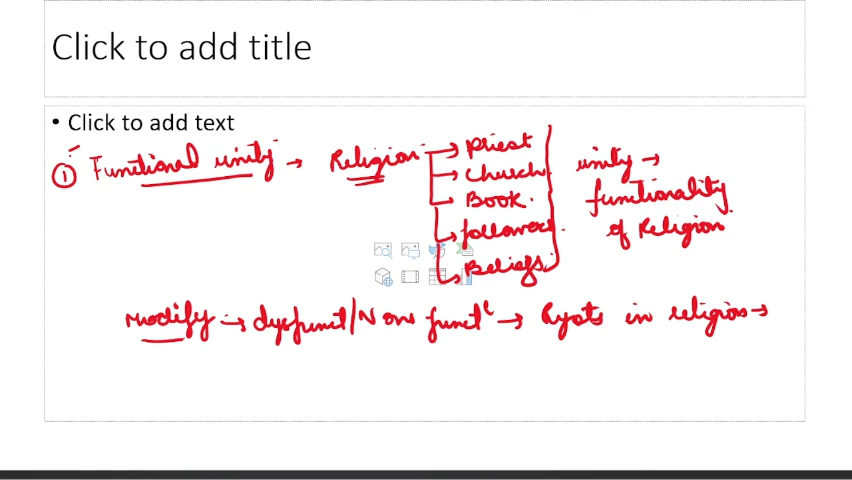 Click to add title
• Click to add text
① Functional unity → Religion → Priest
→ Church
→ Book.
→ followers.
→ Beliefs.
unity →
functionality
of Religion
Modify → dysfunct/Non funct →  in religion →